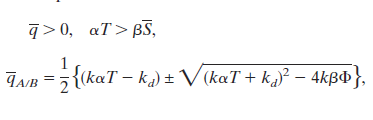 q̅ > 0, αT > βS̅,
q̅_{A/B} = 1/2 {(kαT − k_d) ± √(kαT + k_d)² − 4kβΦ},